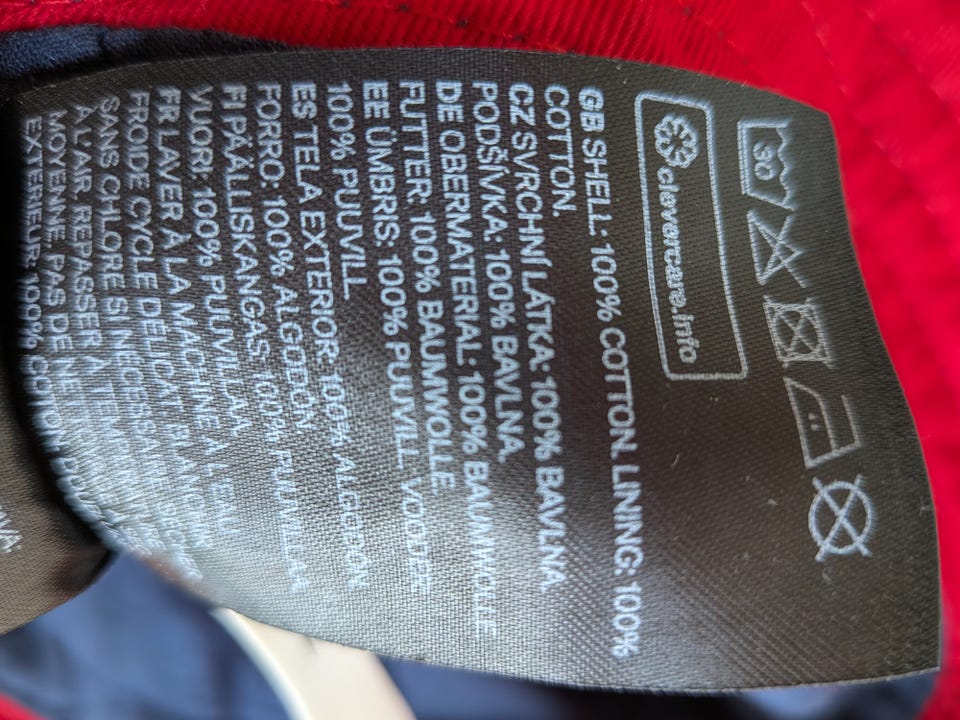 30
clevercare.info
GB SHELL: 100% COTTON. LINING: 100%
COTTON.
CZ SVRCHNÍ LÁTKA: 100% BAVLNA.
PODŠÍVKA: 100% BAVLNA.
DE OBERMATERIAL: 100% BAUMWOLLE.
FUTTER: 100% BAUMWOLLE.
EE ÜMBRIS: 100% PUUVILL. VOODER:
100% PUUVILL.
ES TELA EXTERIOR: 100% ALGODÓN.
FORRO: 100% ALGODÓN.
FI PÄÄLLISKANGAS: 100% PUUVILLAA.
VUORI: 100% PUUVILLAA.
FR LAVER À LA MACHINE À L'EAU
FROIDE CYCLE DÉLICAT.
SANS CHLORE SI NÉCESSAIRE.
À L'AIR. REPASSER À
MOYENNE. PAS DE
EXTÉRIEUR: 100% COTON.